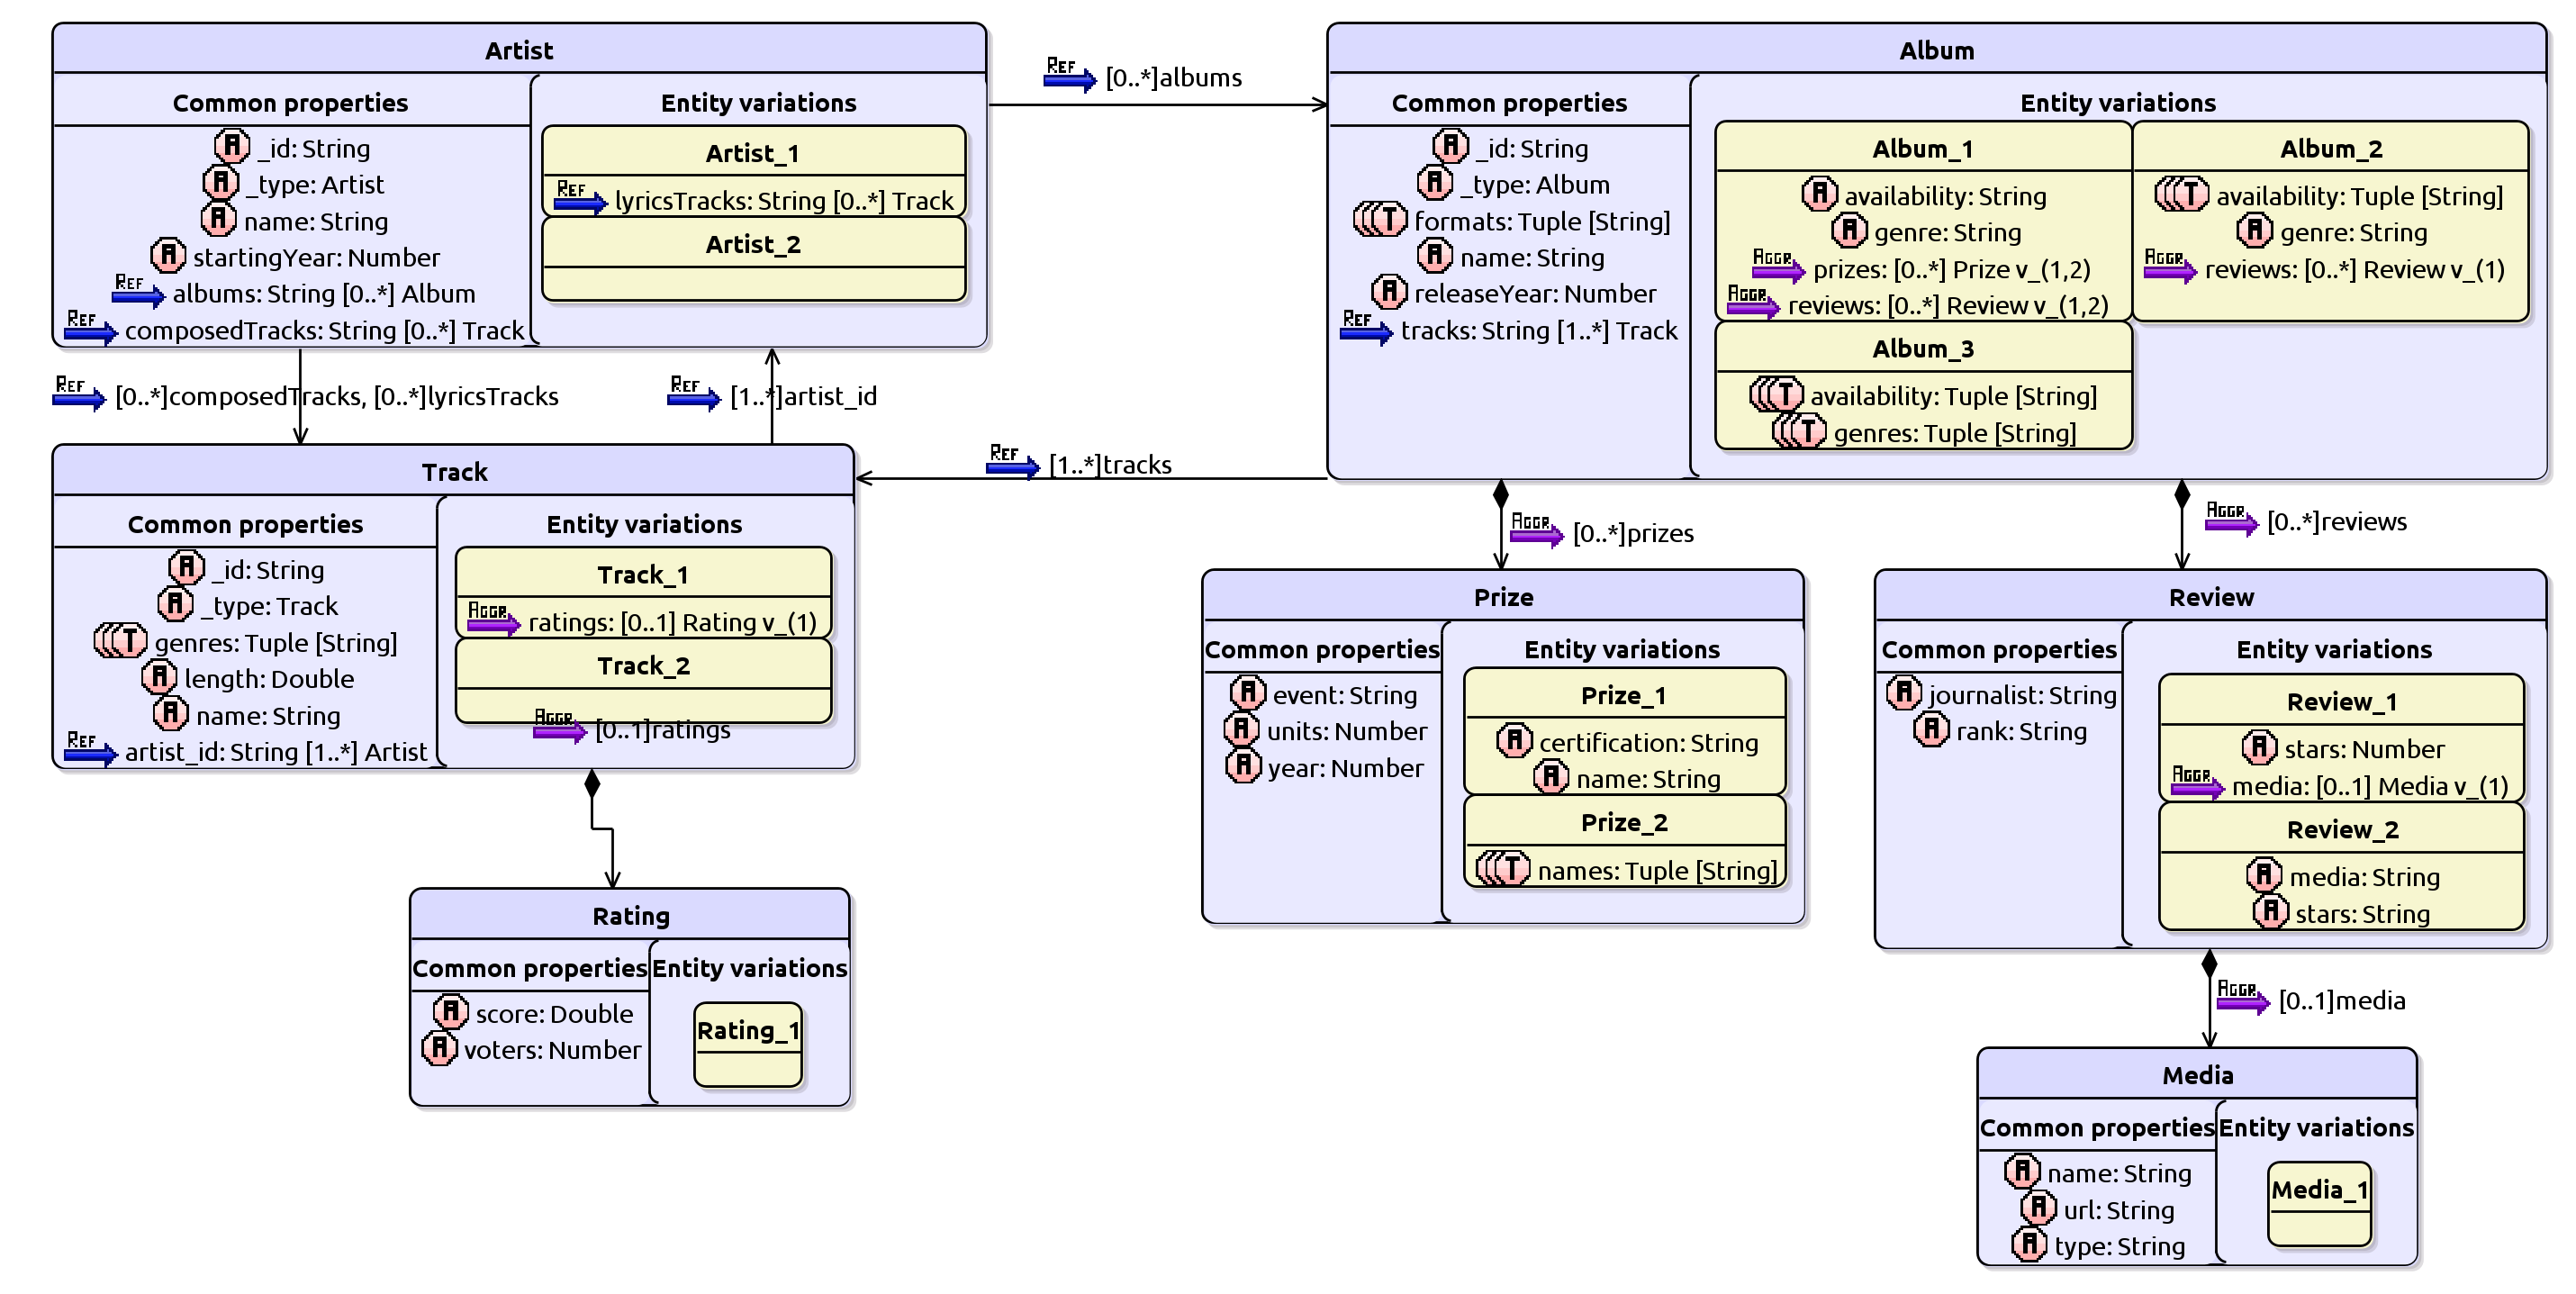 Artist
Common properties
A _id: String
A _type: Artist
A name: String
A startingYear: Number
REF albums: String [0..*] Album
REF composedTracks: String [0..*] Track
Entity variations
Artist_1
REF lyricsTracks: String [0..*] Track
Artist_2
REF [0..*]albums
Album
Common properties
A _id: String
A _type: Album
T formats: Tuple [String]
A name: String
A releaseYear: Number
REF tracks: String [1..*] Track
Entity variations
Album_1
A availability: String
A genre: String
AGGR prizes: [0..*] Prize v_(1,2)
AGGR reviews: [0..*] Review v_(1,2)
Album_2
T availability: Tuple [String]
A genre: String
AGGR reviews: [0..*] Review v_(1)
Album_3
T availability: Tuple [String]
T genres: Tuple [String]
REF [0..*]composedTracks, [0..*]lyricsTracks
REF [1..*]artist_id
REF [1..*]tracks
Track
Common properties
A _id: String
A _type: Track
T genres: Tuple [String]
A length: Double
A name: String
REF artist_id: String [1..*] Artist
Entity variations
Track_1
AGGR ratings: [0..1] Rating v_(1)
Track_2
AGGR [0..1]ratings
AGGR [0..*]prizes
AGGR [0..*]reviews
Prize
Common properties
A event: String
A units: Number
A year: Number
Entity variations
Prize_1
A certification: String
A name: String
Prize_2
T names: Tuple [String]
Review
Common properties
A journalist: String
A rank: String
Entity variations
Review_1
A stars: Number
AGGR media: [0..1] Media v_(1)
Review_2
A media: String
A stars: String
Rating
Common properties
A score: Double
A voters: Number
Entity variations
Rating_1
AGGR [0..1]media
Media
Common properties
A name: String
A url: String
A type: String
Entity variations
Media_1